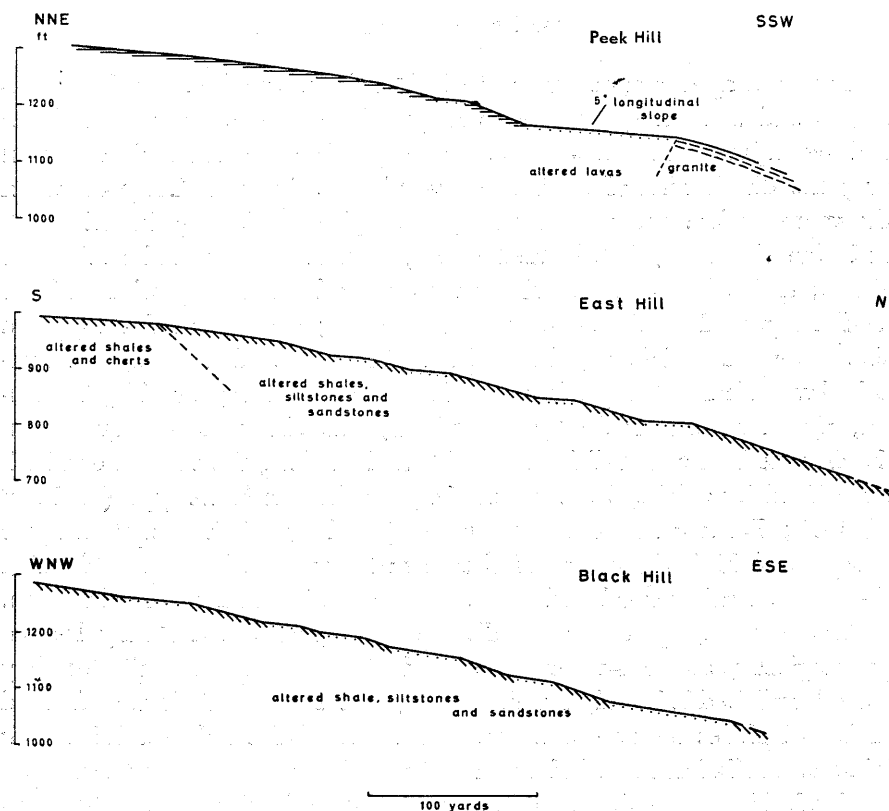 NNE
SSW
ft
Peek Hill
1200
5° longitudinal
slope
1100
altered lavas
granite
1000
S
East Hill
N
altered shales
and cherts
900
altered shales,
siltstones and
sandstones
800
700
WNW
Black Hill
ESE
1200
1100
altered shale, siltstones
and sandstones
1000
100 yards